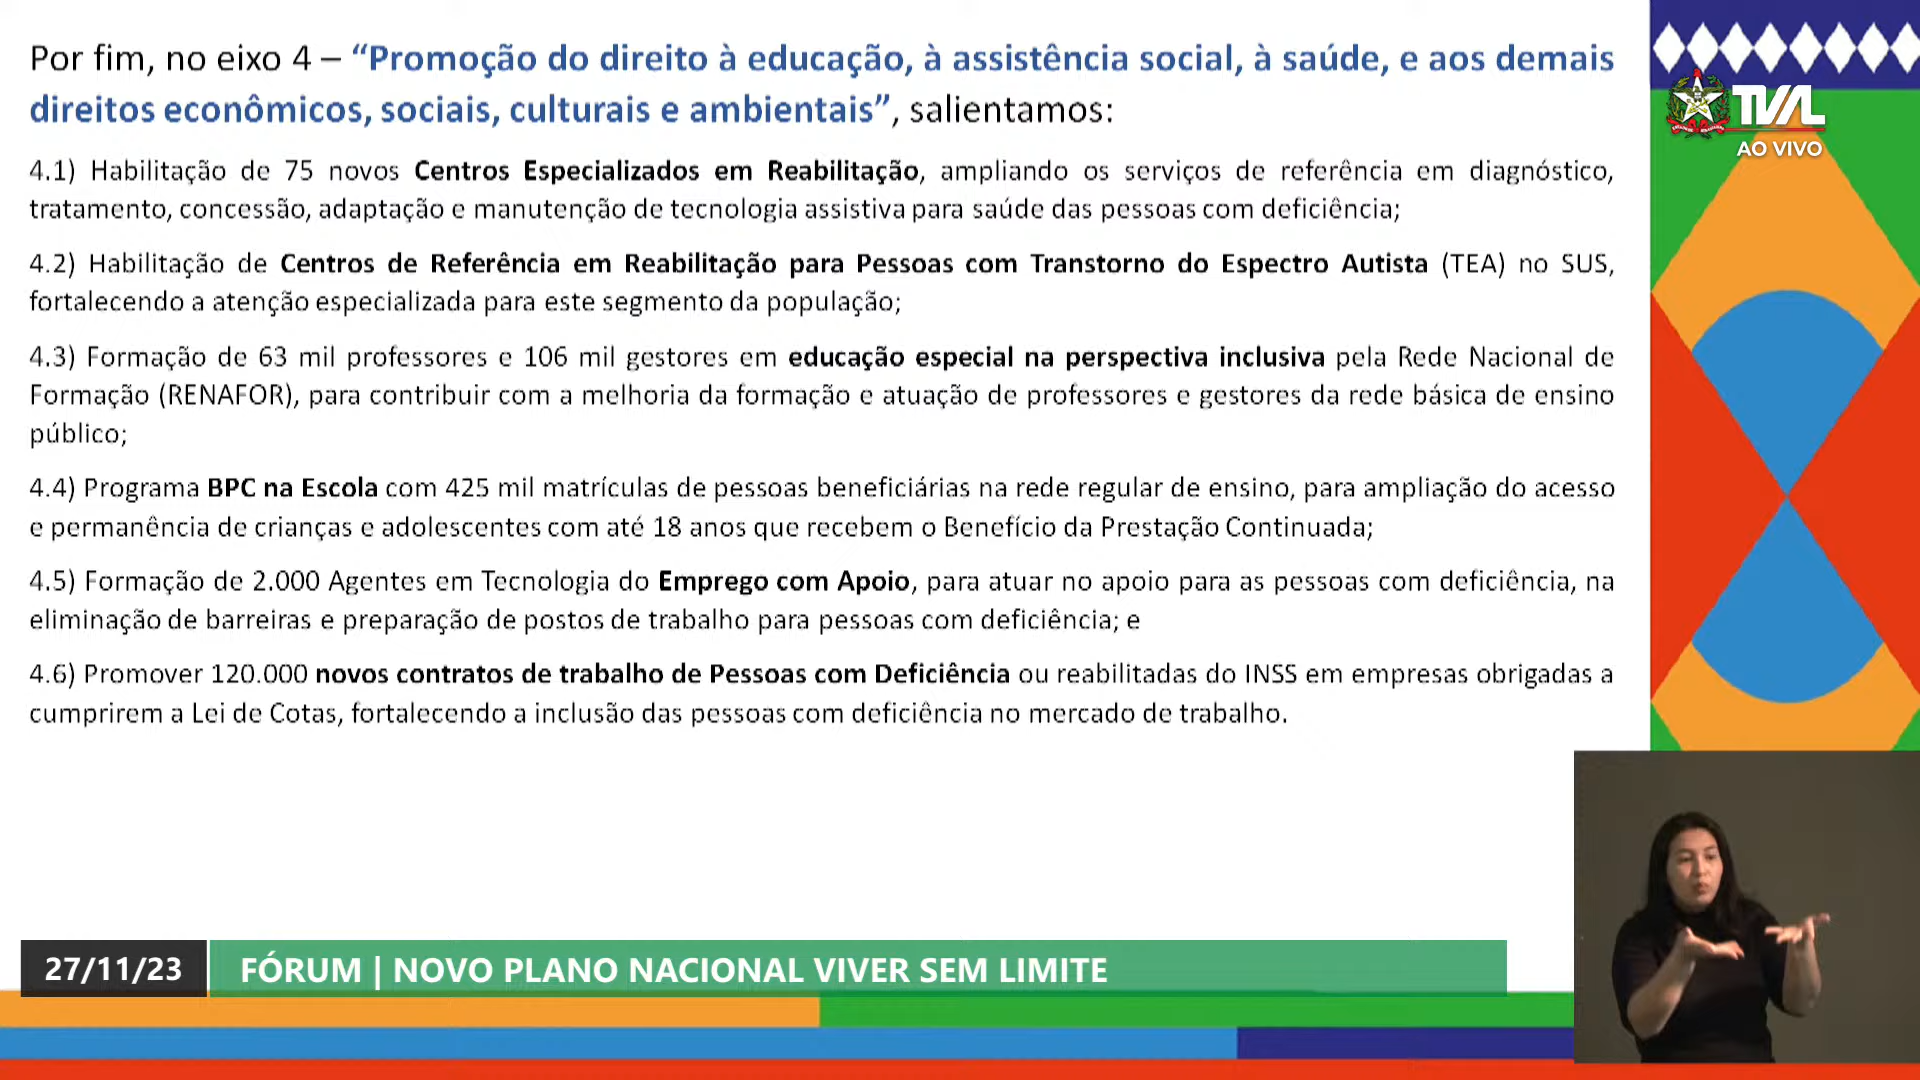 Por fim, no eixo 4 – “Promoção do direito à educação, à assistência social, à saúde, e aos demais
direitos econômicos, sociais, culturais e ambientais”, salientamos:
4.1) Habilitação de 75 novos Centros Especializados em Reabilitação, ampliando os serviços de referência em diagnóstico,
tratamento, concessão, adaptação e manutenção de tecnologia assistiva para saúde das pessoas com deficiência;
4.2) Habilitação de Centros de Referência em Reabilitação para Pessoas com Transtorno do Espectro Autista (TEA) no SUS,
fortalecendo a atenção especializada para este segmento da população;
4.3) Formação de 63 mil professores e 106 mil gestores em educação especial na perspectiva inclusiva pela Rede Nacional de
Formação (RENAFOR), para contribuir com a melhoria da formação e atuação de professores e gestores da rede básica de ensino
público;
4.4) Programa BPC na Escola com 425 mil matrículas de pessoas beneficiárias na rede regular de ensino, para ampliação do acesso
e permanência de crianças e adolescentes com até 18 anos que recebem o Benefício da Prestação Continuada;
4.5) Formação de 2.000 Agentes em Tecnologia do Emprego com Apoio, para atuar no apoio para as pessoas com deficiência, na
eliminação de barreiras e preparação de postos de trabalho para pessoas com deficiência; e
4.6) Promover 120.000 novos contratos de trabalho de Pessoas com Deficiência ou reabilitadas do INSS em empresas obrigadas a
cumprirem a Lei de Cotas, fortalecendo a inclusão das pessoas com deficiência no mercado de trabalho.
TVAL
AO VIVO
27/11/23
FÓRUM | NOVO PLANO NACIONAL VIVER SEM LIMITE